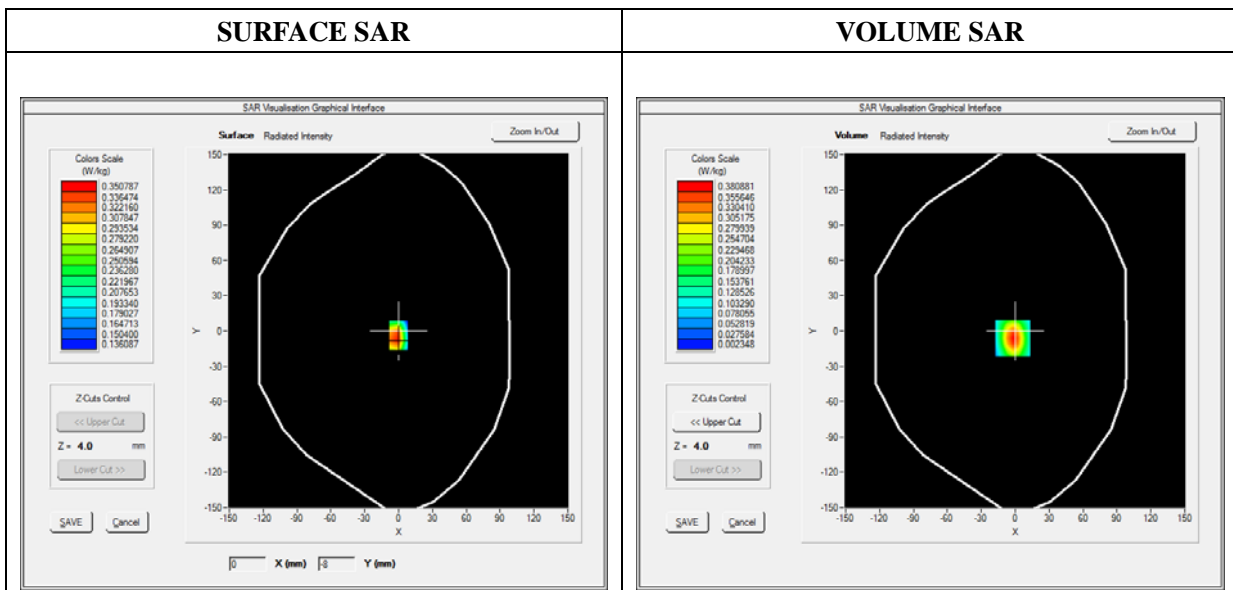 SURFACE SAR
VOLUME SAR
SAR Visualisation Graphical Interface
Surface Radiated Intensity
Zoom In/Out
Colors Scale
(W/kg)
0.350787
0.336474
0.322160
0.307847
0.293534
0.279220
0.264907
0.250594
0.236280
0.221967
0.207653
0.193340
0.179027
0.164713
0.150400
0.136087
150
120
90
60
30
0
-30
-60
-90
-120
-150
Y
-150 -120 -90 -60 -30 0 30 60 90 120 150
X
Z-Cuts Control
<< Upper Cut
Z = 4.0 mm
Lower Cut >>
SAVE Cancel
0 X (mm) -8 Y (mm)
SAR Visualisation Graphical Interface
Volume Radiated Intensity
Zoom In/Out
Colors Scale
(W/kg)
0.380881
0.355646
0.330410
0.305175
0.279939
0.254704
0.229468
0.204233
0.178997
0.153761
0.128526
0.103290
0.078055
0.052819
0.027584
0.002348
150
120
90
60
30
0
-30
-60
-90
-120
-150
Y
-150 -120 -90 -60 -30 0 30 60 90 120 150
X
Z-Cuts Control
<< Upper Cut
Z = 4.0 mm
Lower Cut >>
SAVE Cancel